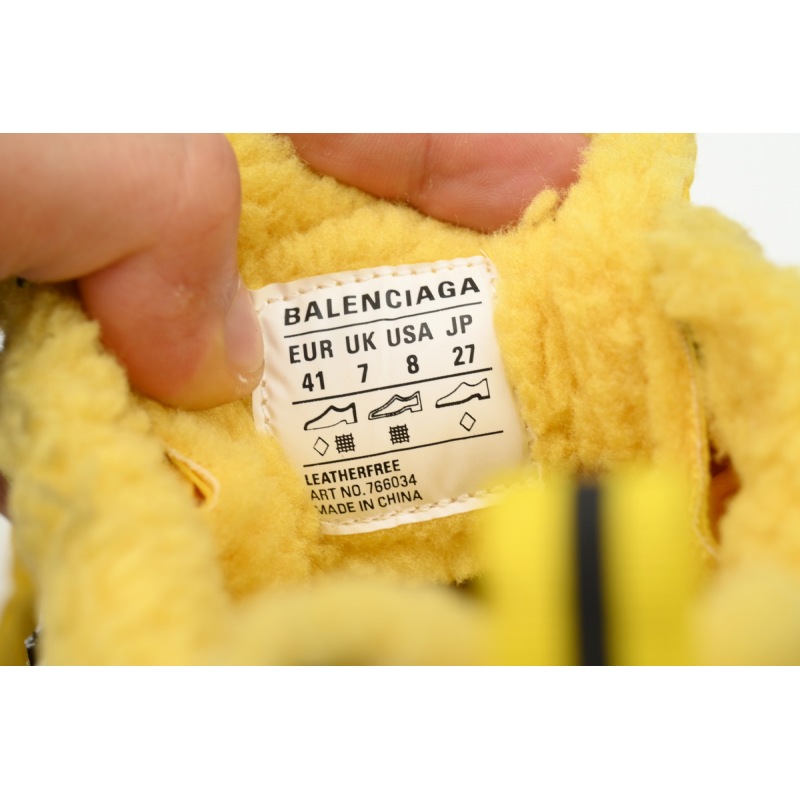 BALENCIAGA
EUR UK USA JP
41 7 8 27
LEATHERFREE
ART NO.766034
MADE IN CHINA